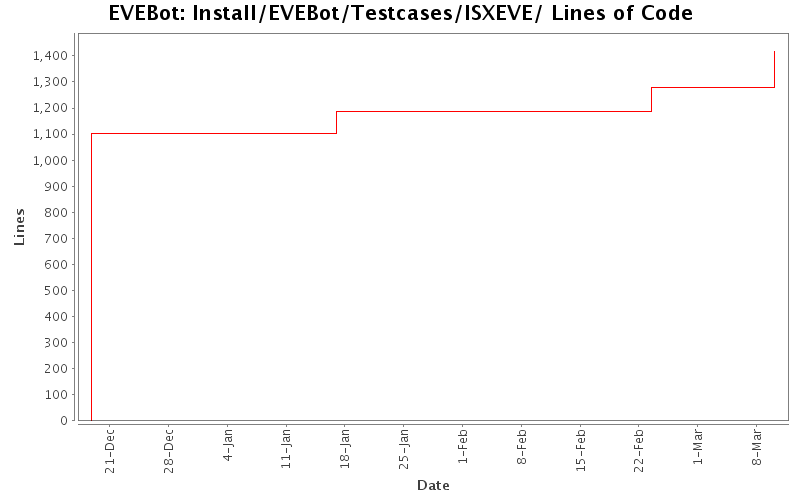 EVEBot: Install/EVEBot/Testcases/ISXEVE/ Lines of Code
1,400
1,300
1,200
1,100
1,000
900
800
700
600
500
400
300
200
100
0
Lines
21-Dec
28-Dec
4-Jan
11-Jan
18-Jan
25-Jan
1-Feb
8-Feb
15-Feb
22-Feb
1-Mar
8-Mar
Date